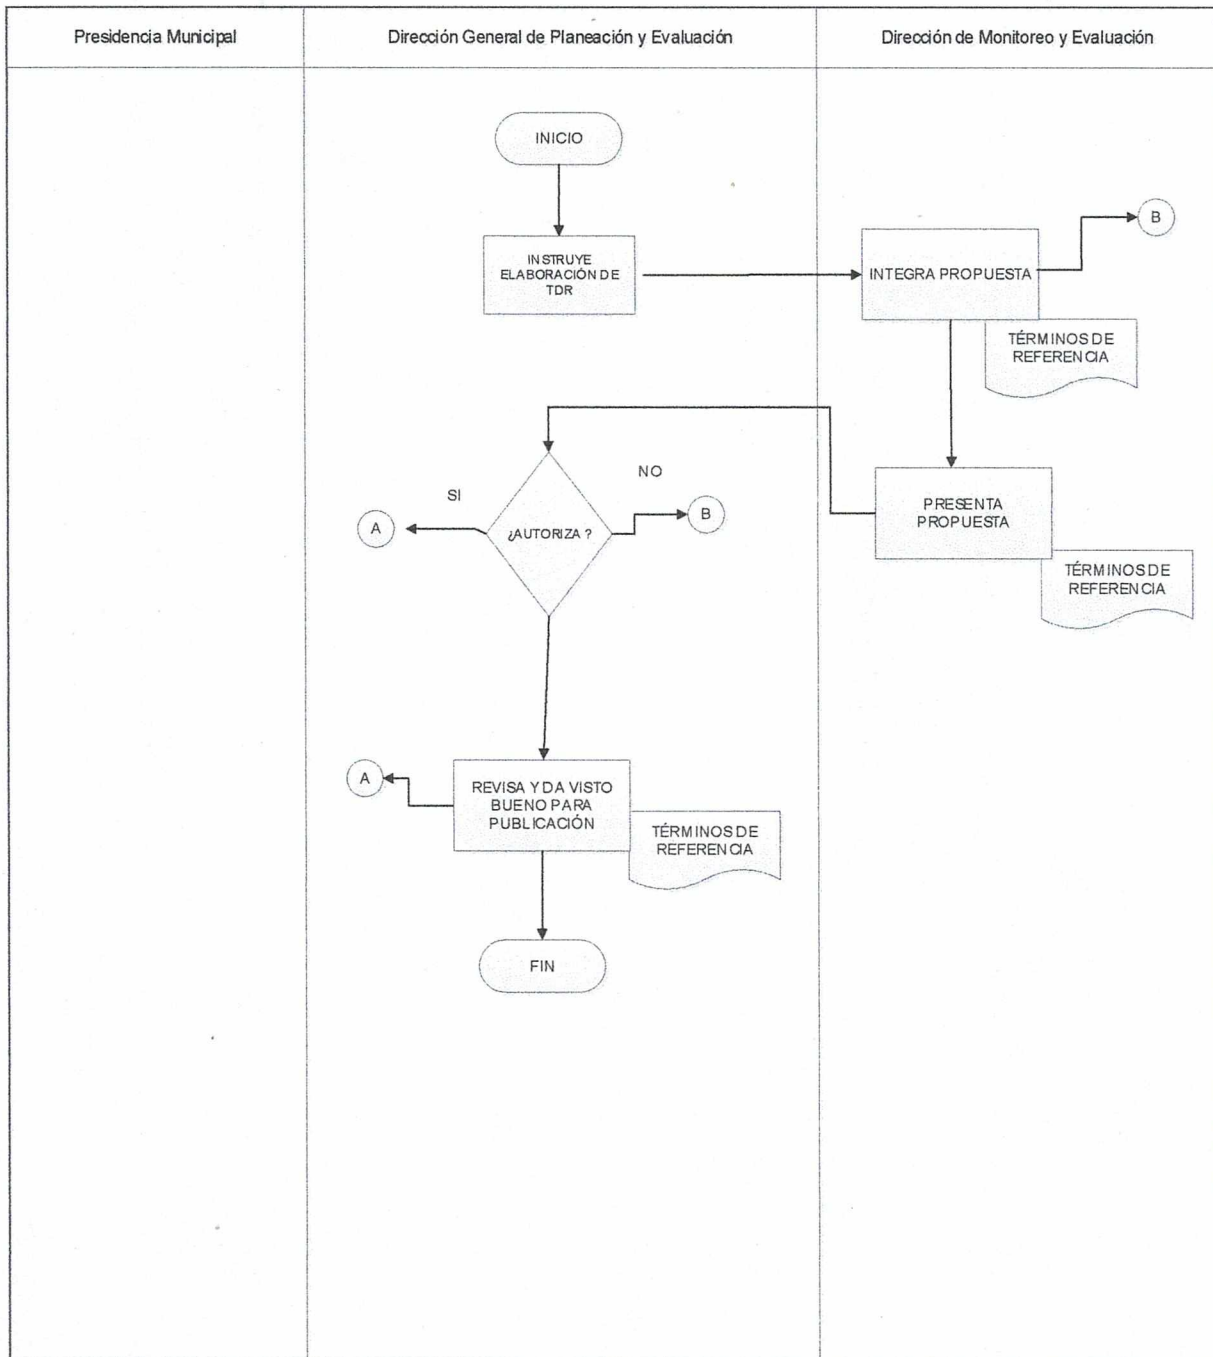 Presidencia Municipal
Dirección General de Planeación y Evaluación
Dirección de Monitoreo y Evaluación
INICIO
INSTRUYE
ELABORACIÓN DE
TDR
INTEGRA PROPUESTA
B
TÉRMINOS DE
REFERENCIA
PRESENTA
PROPUESTA
TÉRMINOS DE
REFERENCIA
¿AUTORIZA ?
SI
A
NO
B
REVISA Y DA VISTO
BUENO PARA
PUBLICACIÓN
A
TÉRMINOS DE
REFERENCIA
FIN